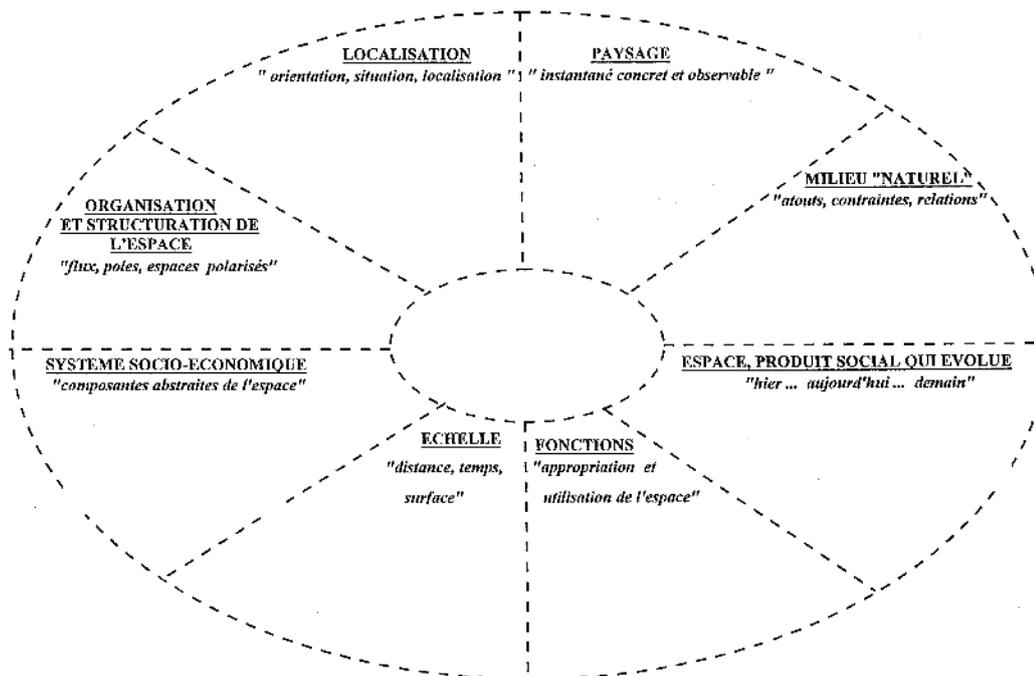 LOCALISATION
" orientation, situation, localisation "
PAYSAGE
" instantané concret et observable "
MILIEU "NATUREL"
"atouts, contraintes, relations"
ORGANISATION
ET STRUCTURATION DE
L'ESPACE
"flux, poles, espaces polarisés"
SYSTEME SOCIO-ECONOMIQUE
"composantes abstraites de l'espace"
ESPACE, PRODUIT SOCIAL QUI EVOLUE
"hier ... aujourd'hui ... demain"
ECHELLE
"distance, temps,
surface"
FONCTIONS
"appropriation et
utilisation de l'espace"